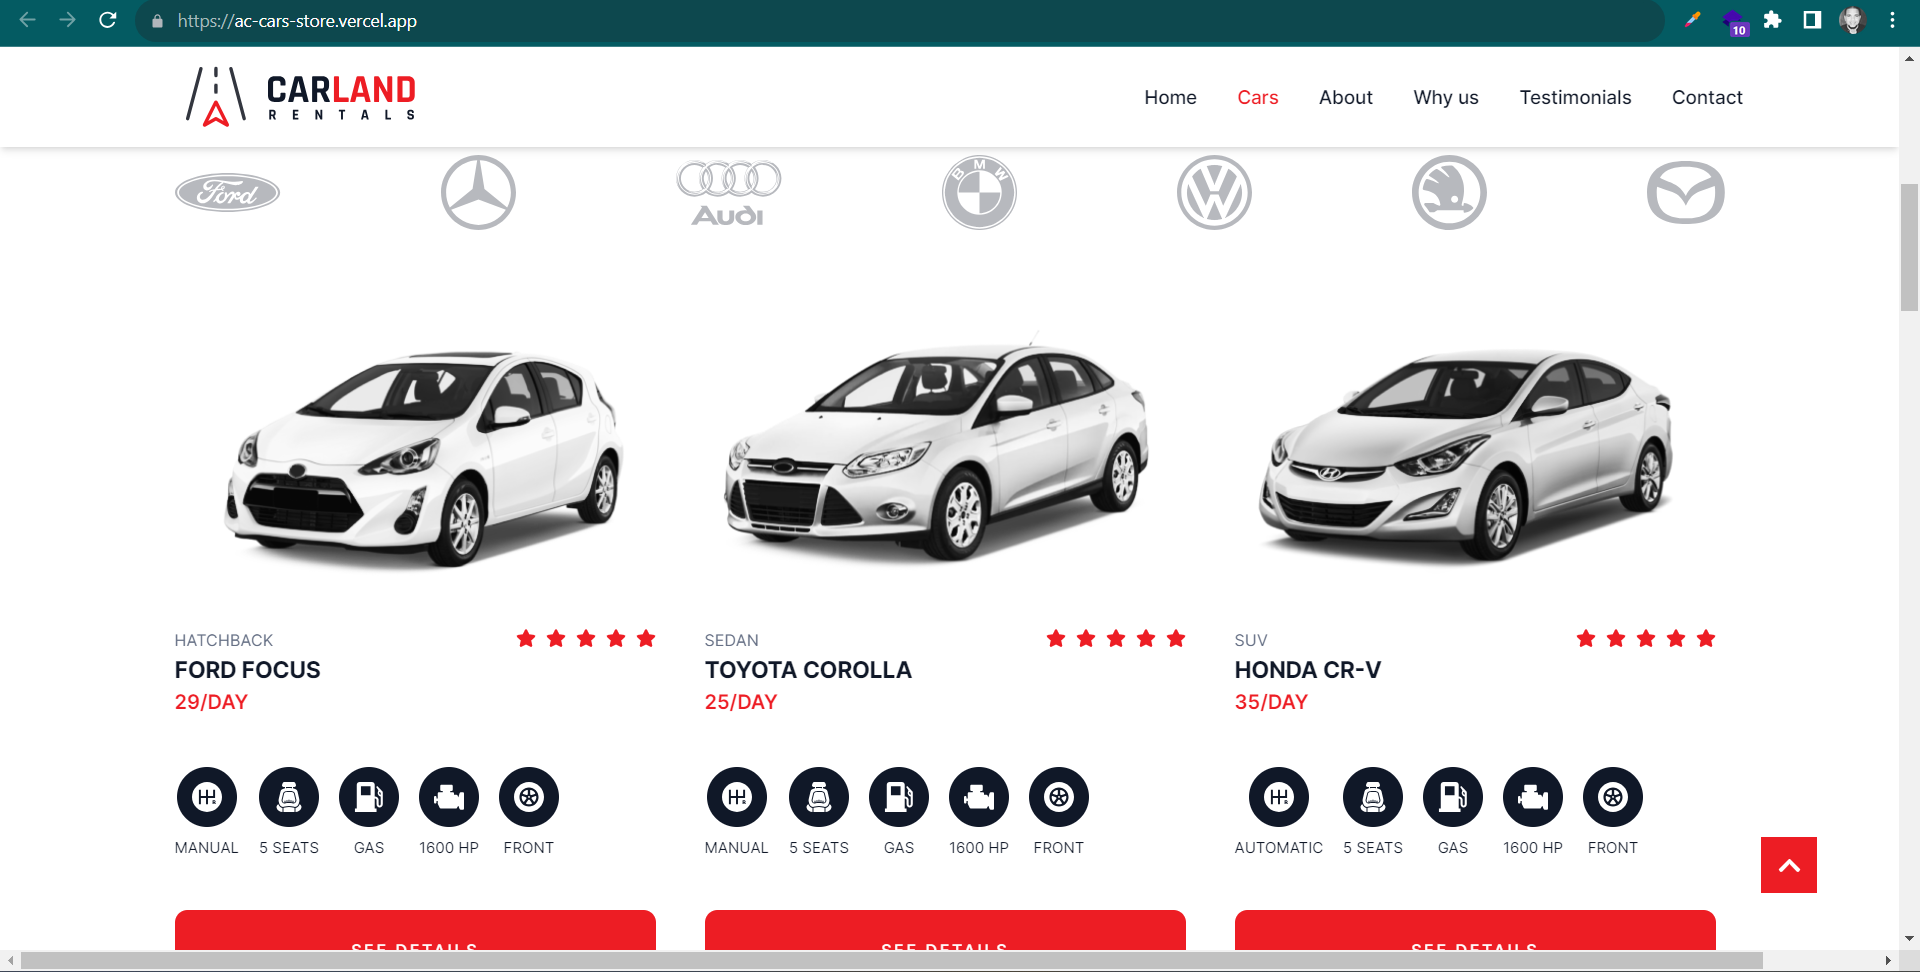 https://ac-cars-store.vercel.app
10
CARLAND
RENTALS
Home Cars About Why us Testimonials Contact
Ford
Audi
BMW
HATCHBACK
FORD FOCUS
29/DAY
MANUAL 5 SEATS GAS 1600 HP FRONT
SEE DETAILS
SEDAN
TOYOTA COROLLA
25/DAY
MANUAL 5 SEATS GAS 1600 HP FRONT
SEE DETAILS
SUV
HONDA CR-V
35/DAY
AUTOMATIC 5 SEATS GAS 1600 HP FRONT
SEE DETAILS